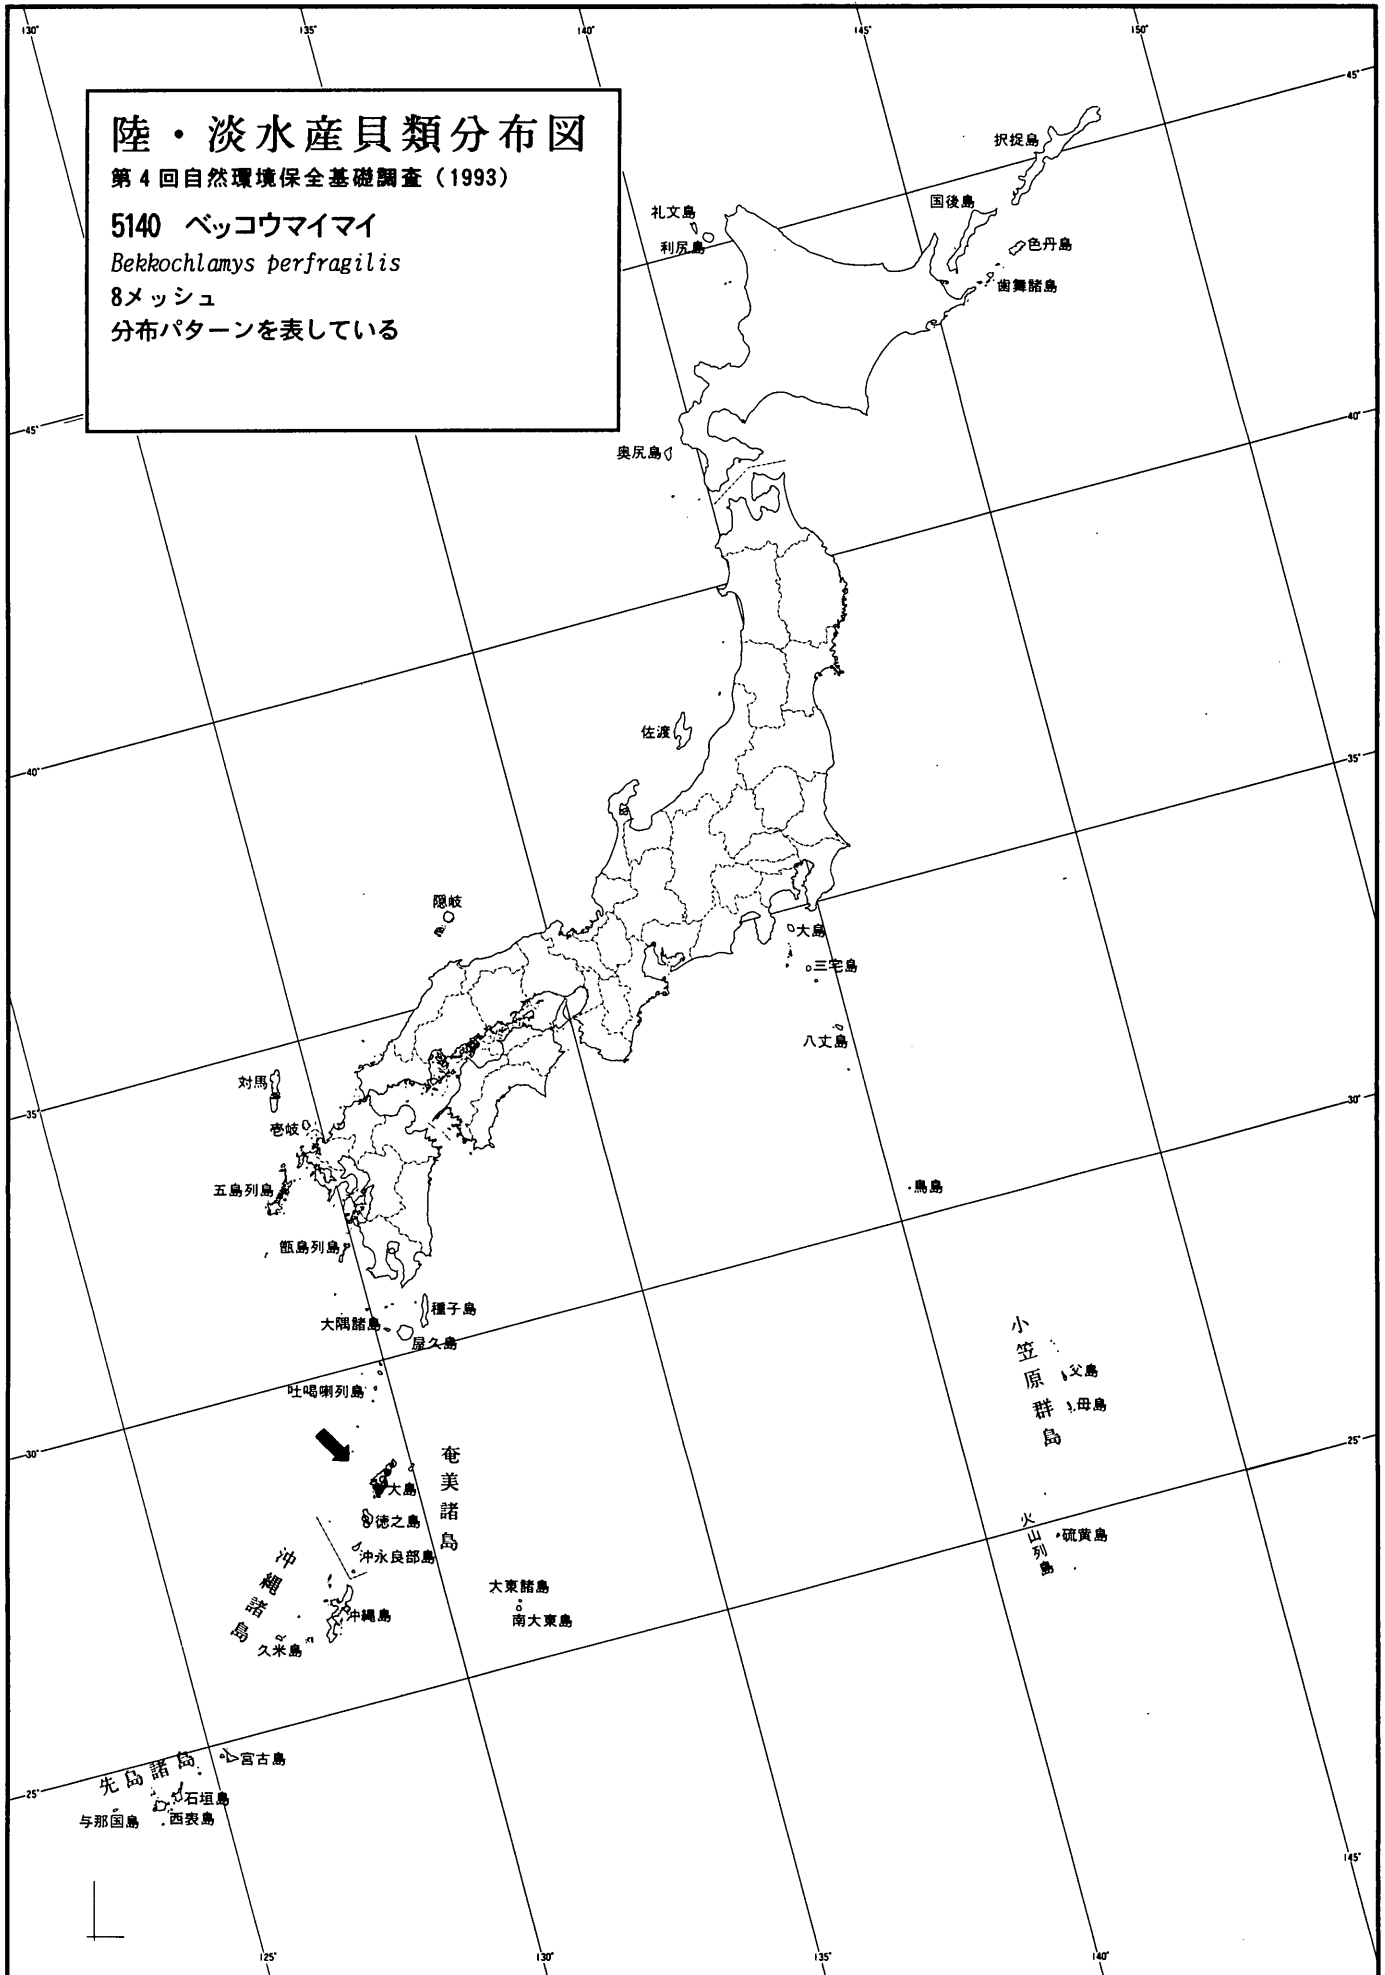 130°
135°
140°
145°
150°
45°
陸・淡水産貝類分布図
第4回自然環境保全基礎調査（1993）
5140 ベッコウマイマイ
Bekkochlamys perfragilis
8メッシュ
分布パターンを表している
択捉島
国後島
礼文島
利尻島
色丹島
歯舞諸島
45°
40°
奥尻島
佐渡
40°
35°
隠岐
大島
三宅島
八丈島
対馬
35°
壱岐
30°
五島列島
鳥島
甑島列島
種子島
大隅諸島
屋久島
小笠原群島
父島
母島
吐噶喇列島
30°
25°
奄美諸島
大島
徳之島
火山列島
硫黄島
沖永良部島
沖縄諸島
大東諸島
沖縄島
南大東島
久米島
先島諸島
宮古島
25°
石垣島
与那国島
西表島
145°
125°
130°
135°
140°